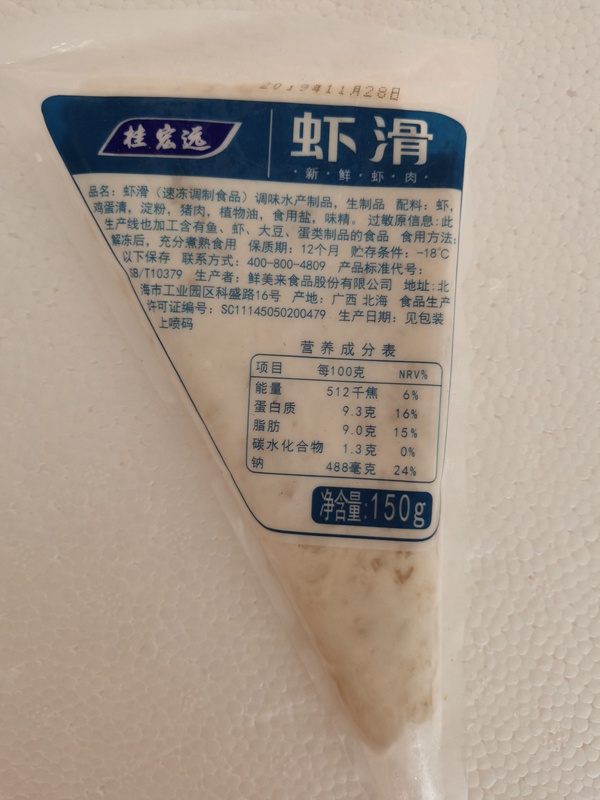 2019年11月28日
桂宏远
虾滑
·新·鲜·虾·肉·
品名：虾滑（速冻调制食品）调味水产制品，生制品 配料：虾，
鸡蛋清，淀粉，猪肉，植物油，食用盐，味精。 过敏原信息：此
生产线也加工含有鱼、虾、大豆、蛋类制品的食品 食用方法：
解冻后，充分煮熟食用 保质期：12个月 贮存条件：-18℃
以下保存 联系方式：400-800-4809 产品标准代号：
SB/T10379 生产者：鲜美来食品股份有限公司 地址：北
海市工业园区科盛路16号 产地：广西 北海 食品生产
许可证编号：SC11145050200479 生产日期：见包装
上喷码
营养成分表
项目 每100克 NRV%
能量 512千焦 6%
蛋白质 9.3克 16%
脂肪 9.0克 15%
碳水化合物 1.3克 0%
钠 488毫克 24%
净含量：150g